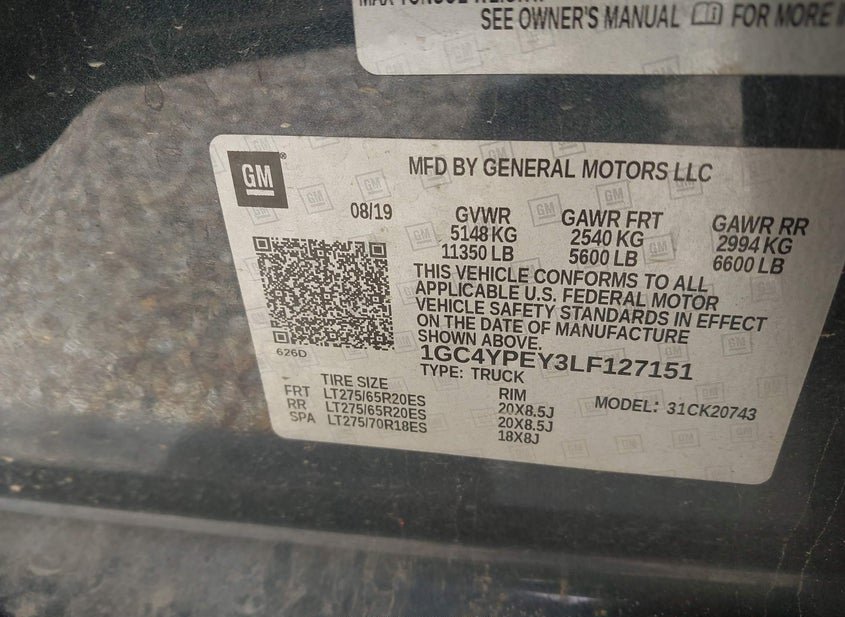 SEE OWNER'S MANUAL FOR MORE
GM
MFD BY GENERAL MOTORS LLC
08/19
GVWR GAWR FRT GAWR RR
5148 KG 2540 KG 2994 KG
11350 LB 5600 LB 6600 LB
THIS VEHICLE CONFORMS TO ALL
APPLICABLE U.S. FEDERAL MOTOR
VEHICLE SAFETY STANDARDS IN EFFECT
ON THE DATE OF MANUFACTURE
SHOWN ABOVE.
626D
1GC4YPEY3LF127151
TYPE: TRUCK
TIRE SIZE RIM MODEL: 31CK20743
FRT LT275/65R20ES 20X8.5J
RR LT275/65R20ES 20X8.5J
SPA LT275/70R18ES 18X8J